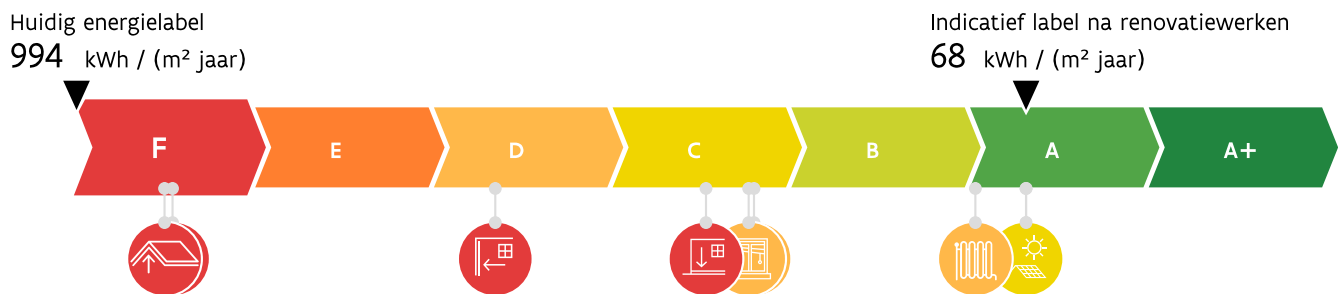 Huidig energielabel
994 kWh / (m² jaar)
Indicatief label na renovatiewerken
68 kWh / (m² jaar)
F E D C B A A+